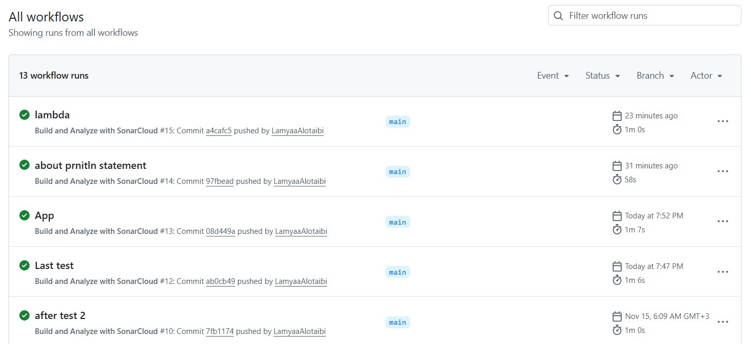 All workflows
Filter workflow runs
Showing runs from all workflows
13 workflow runs
Event Status Branch Actor
lambda
main
23 minutes ago
Build and Analyze with SonarCloud #15: Commit a4cafc5 pushed by LamyaaAlotaibi
1m 0s
about prnitln statement
main
31 minutes ago
Build and Analyze with SonarCloud #14: Commit 97fbead pushed by LamyaaAlotaibi
58s
App
main
Today at 7:52 PM
Build and Analyze with SonarCloud #13: Commit 08d449a pushed by LamyaaAlotaibi
1m 7s
Last test
main
Today at 7:47 PM
Build and Analyze with SonarCloud #12: Commit ab0cb49 pushed by LamyaaAlotaibi
1m 6s
after test 2
main
Nov 15, 6:09 AM GMT+3
Build and Analyze with SonarCloud #10: Commit 7fb1174 pushed by LamyaaAlotaibi
1m 0s